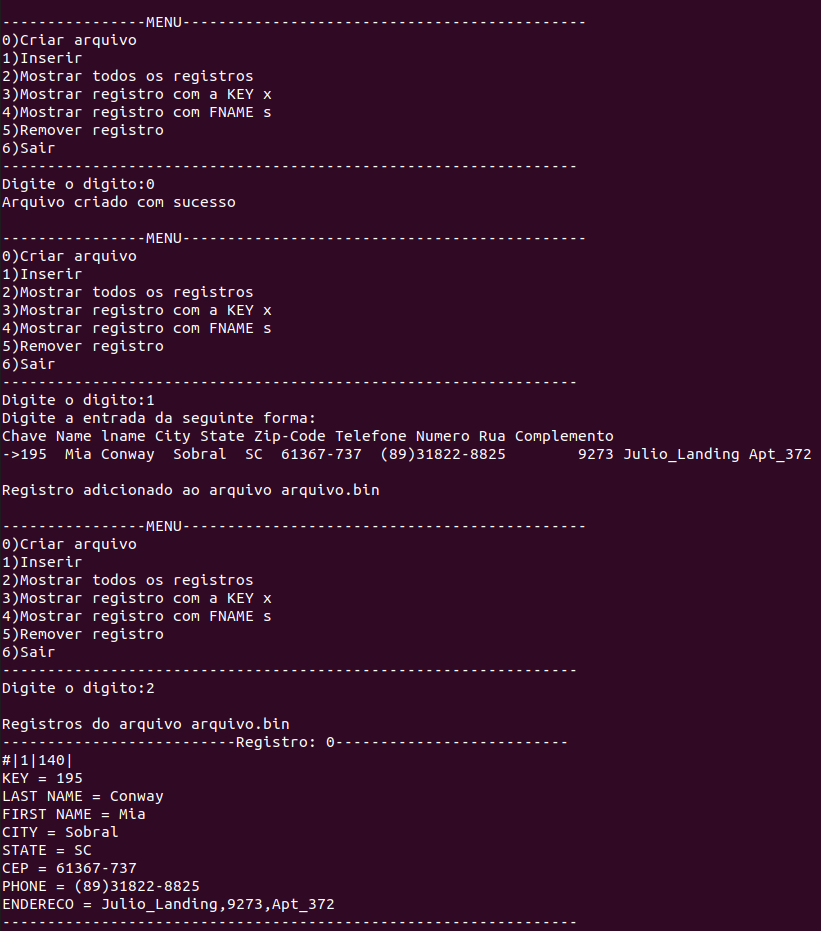 ----------------MENU---------------------------------------------
0)Criar arquivo
1)Inserir
2)Mostrar todos os registros
3)Mostrar registro com a KEY x
4)Mostrar registro com FNAME s
5)Remover registro
6)Sair
----------------------------------------------------------------
Digite o digito:0
Arquivo criado com sucesso
----------------MENU---------------------------------------------
0)Criar arquivo
1)Inserir
2)Mostrar todos os registros
3)Mostrar registro com a KEY x
4)Mostrar registro com FNAME s
5)Remover registro
6)Sair
----------------------------------------------------------------
Digite o digito:1
Digite a entrada da seguinte forma:
Chave Name lname City State Zip-Code Telefone Numero Rua Complemento
->195  Mia Conway  Sobral  SC  61367-737  (89)31822-8825        9273 Julio_Landing Apt_372
Registro adicionado ao arquivo arquivo.bin
----------------MENU---------------------------------------------
0)Criar arquivo
1)Inserir
2)Mostrar todos os registros
3)Mostrar registro com a KEY x
4)Mostrar registro com FNAME s
5)Remover registro
6)Sair
----------------------------------------------------------------
Digite o digito:2
Registros do arquivo arquivo.bin
--------------------------Registro: 0--------------------------
#|1|140|
KEY = 195
LAST NAME = Conway
FIRST NAME = Mia
CITY = Sobral
STATE = SC
CEP = 61367-737
PHONE = (89)31822-8825
ENDERECO = Julio_Landing,9273,Apt_372
----------------------------------------------------------------